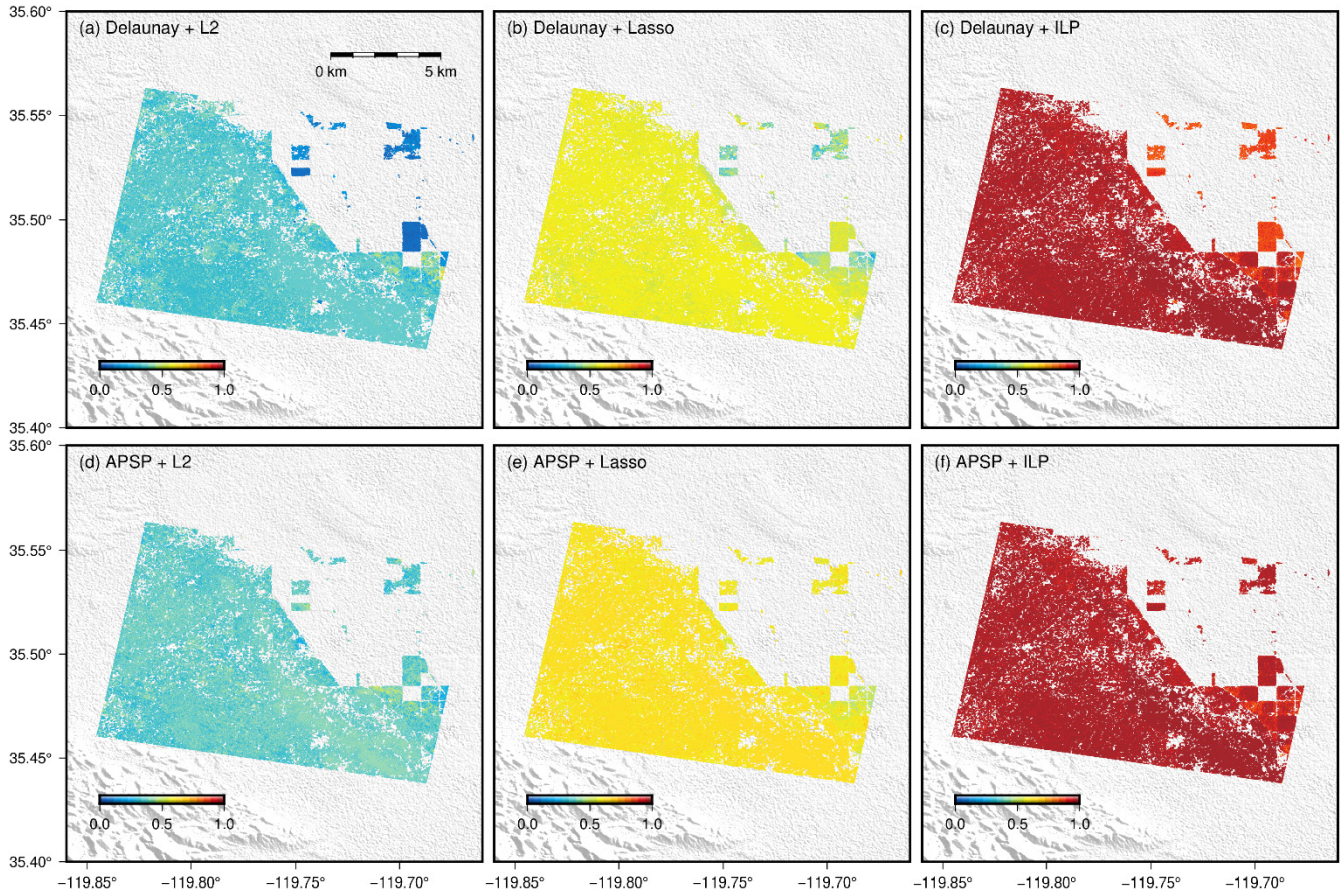 35.60°
(a) Delaunay + L2
(b) Delaunay + Lasso
(c) Delaunay + ILP
0 km 5 km
35.55°
35.50°
35.45°
0.0 0.5 1.0
0.0 0.5 1.0
0.0 0.5 1.0
35.40°
35.60°
(d) APSP + L2
(e) APSP + Lasso
(f) APSP + ILP
35.55°
35.50°
35.45°
0.0 0.5 1.0
0.0 0.5 1.0
0.0 0.5 1.0
35.40°
−119.85° −119.80° −119.75° −119.70°
−119.85° −119.80° −119.75° −119.70°
−119.85° −119.80° −119.75° −119.70°